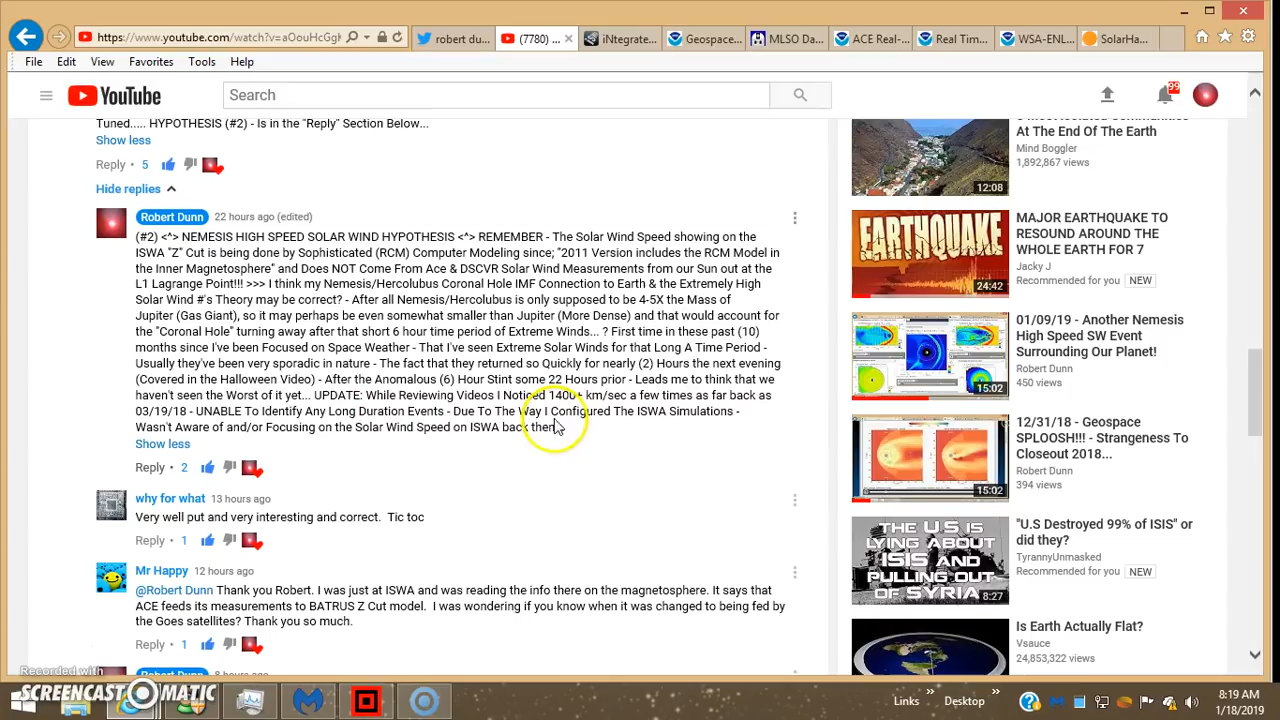 https://www.youtube.com/watch?v=aOouHcGgK
robert du...
(7780) ...
iNtegrate...
Geospace...
MLSO Da...
ACE Real-...
Real Tim...
WSA-ENL...
SolarHa...
File Edit View Favorites Tools Help
YouTube
Search
99
Tuned..... HYPOTHESIS (#2) - Is in the "Reply" Section Below...
Show less
Reply • 5
Hide replies
Robert Dunn 22 hours ago (edited)
(#2) <^> NEMESIS HIGH SPEED SOLAR WIND HYPOTHESIS <^> REMEMBER - The Solar Wind Speed showing on the
ISWA "Z" Cut is being done by Sophisticated (RCM) Computer Modeling since; "2011 Version includes the RCM Model in
the Inner Magnetosphere" and Does NOT Come From Ace & DSCVR Solar Wind Measurements from our Sun out at the
L1 Lagrange Point!!! >>> I think my Nemesis/Hercolubus Coronal Hole IMF Connection to Earth & the Extremely High
Solar Wind #'s Theory may be correct? - After all Nemesis/Hercolubus is only supposed to be 4-5X the Mass of
Jupiter (Gas Giant), so it may perhaps be even somewhat smaller than Jupiter (More Dense) and that would account for
the "Coronal Hole" turning away after that short 6 hour time period of Extreme Winds... ? First time in these past (10)
months since I've been Focused on Space Weather - That I've seen Extreme Solar Winds for that Long A Time Period -
Usually they've been very sporadic in nature - The fact that they returned so Quickly for nearly (2) Hours the next evening
(Covered in the Halloween Video) - After the Anomalous (6) Hour Stint some 22 Hours prior - Leads me to think that we
haven't seen the Worst of it yet... UPDATE: While Reviewing Videos I Noticed 1400+ km/sec a few times as far back as
03/19/18 - UNABLE To Identify Any Long Duration Events - Due To The Way I Configured The ISWA Simulations -
Wasn't Aware of and/or Focusing on the Solar Wind Speed on ISWA back then
Show less
Reply • 2
why for what 13 hours ago
Very well put and very interesting and correct. Tic toc
Reply • 1
Mr Happy 12 hours ago
@Robert Dunn Thank you Robert. I was just at ISWA and was reading the info there on the magnetosphere. It says that
ACE feeds its measurements to BATRUS Z Cut model. I was wondering if you know when it was changed to being fed by
the Goes satellites? Thank you so much.
Reply • 1
Robert Dunn 8 hours ago
At The End Of The Earth
Mind Boggler
1,892,867 views
12:08
EARTHQUAKE
24:42
MAJOR EARTHQUAKE TO
RESOUND AROUND THE
WHOLE EARTH FOR 7
Jacky J
Recommended for you NEW
15:02
01/09/19 - Another Nemesis
High Speed SW Event
Surrounding Our Planet!
Robert Dunn
450 views
15:02
12/31/18 - Geospace
SPLOOSH!!! - Strangeness To
Closeout 2018...
Robert Dunn
394 views
THE U.S IS
LYING ABOUT
ISIS AND
PULLING OUT
OF SYRIA
8:27
"U.S Destroyed 99% of ISIS" or
did they?
TyrannyUnmasked
Recommended for you NEW
Is Earth Actually Flat?
Vsauce
24,853,322 views
Recorded with
SCREENCAST-O-MATIC
Links » Desktop »
8:19 AM
1/18/2019